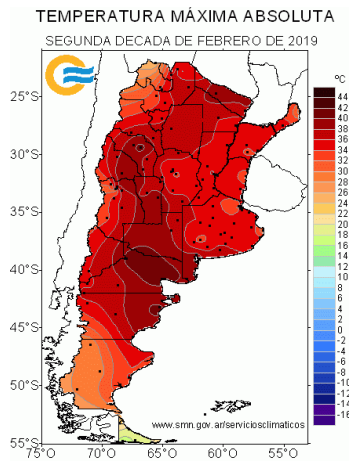 TEMPERATURA MÁXIMA ABSOLUTA
SEGUNDA DECADA DE FEBRERO DE 2019
ºC
44
42
40
38
36
34
32
30
28
26
24
22
20
18
16
14
12
10
8
6
4
2
0
-2
-4
-6
-8
-10
-12
-14
-16
25°S
30°S
35°S
40°S
45°S
50°S
55°S
www.smn.gov.ar/serviciosclimaticos
75°W
70°W
65°W
60°W
55°W